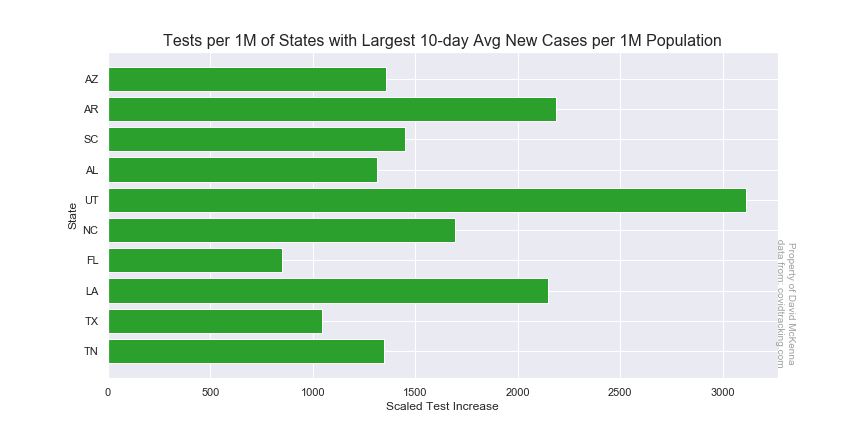 Tests per 1M of States with Largest 10-day Avg New Cases per 1M Population
State
AZ
AR
SC
AL
UT
NC
FL
LA
TX
TN
0 500 1000 1500 2000 2500 3000
Scaled Test Increase
Property of David McKenna
data from: covidtracking.com